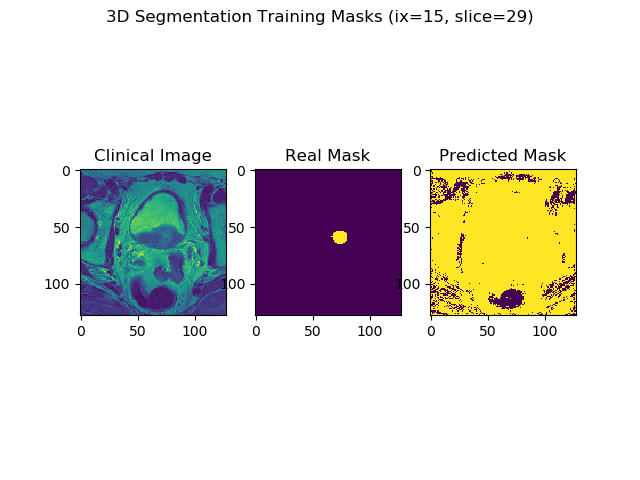 3D Segmentation Training Masks (ix=15, slice=29)
Clinical Image Real Mask Predicted Mask
0 0 0
50 50 50
100 100 100
0 50 100 0 50 100 0 50 100